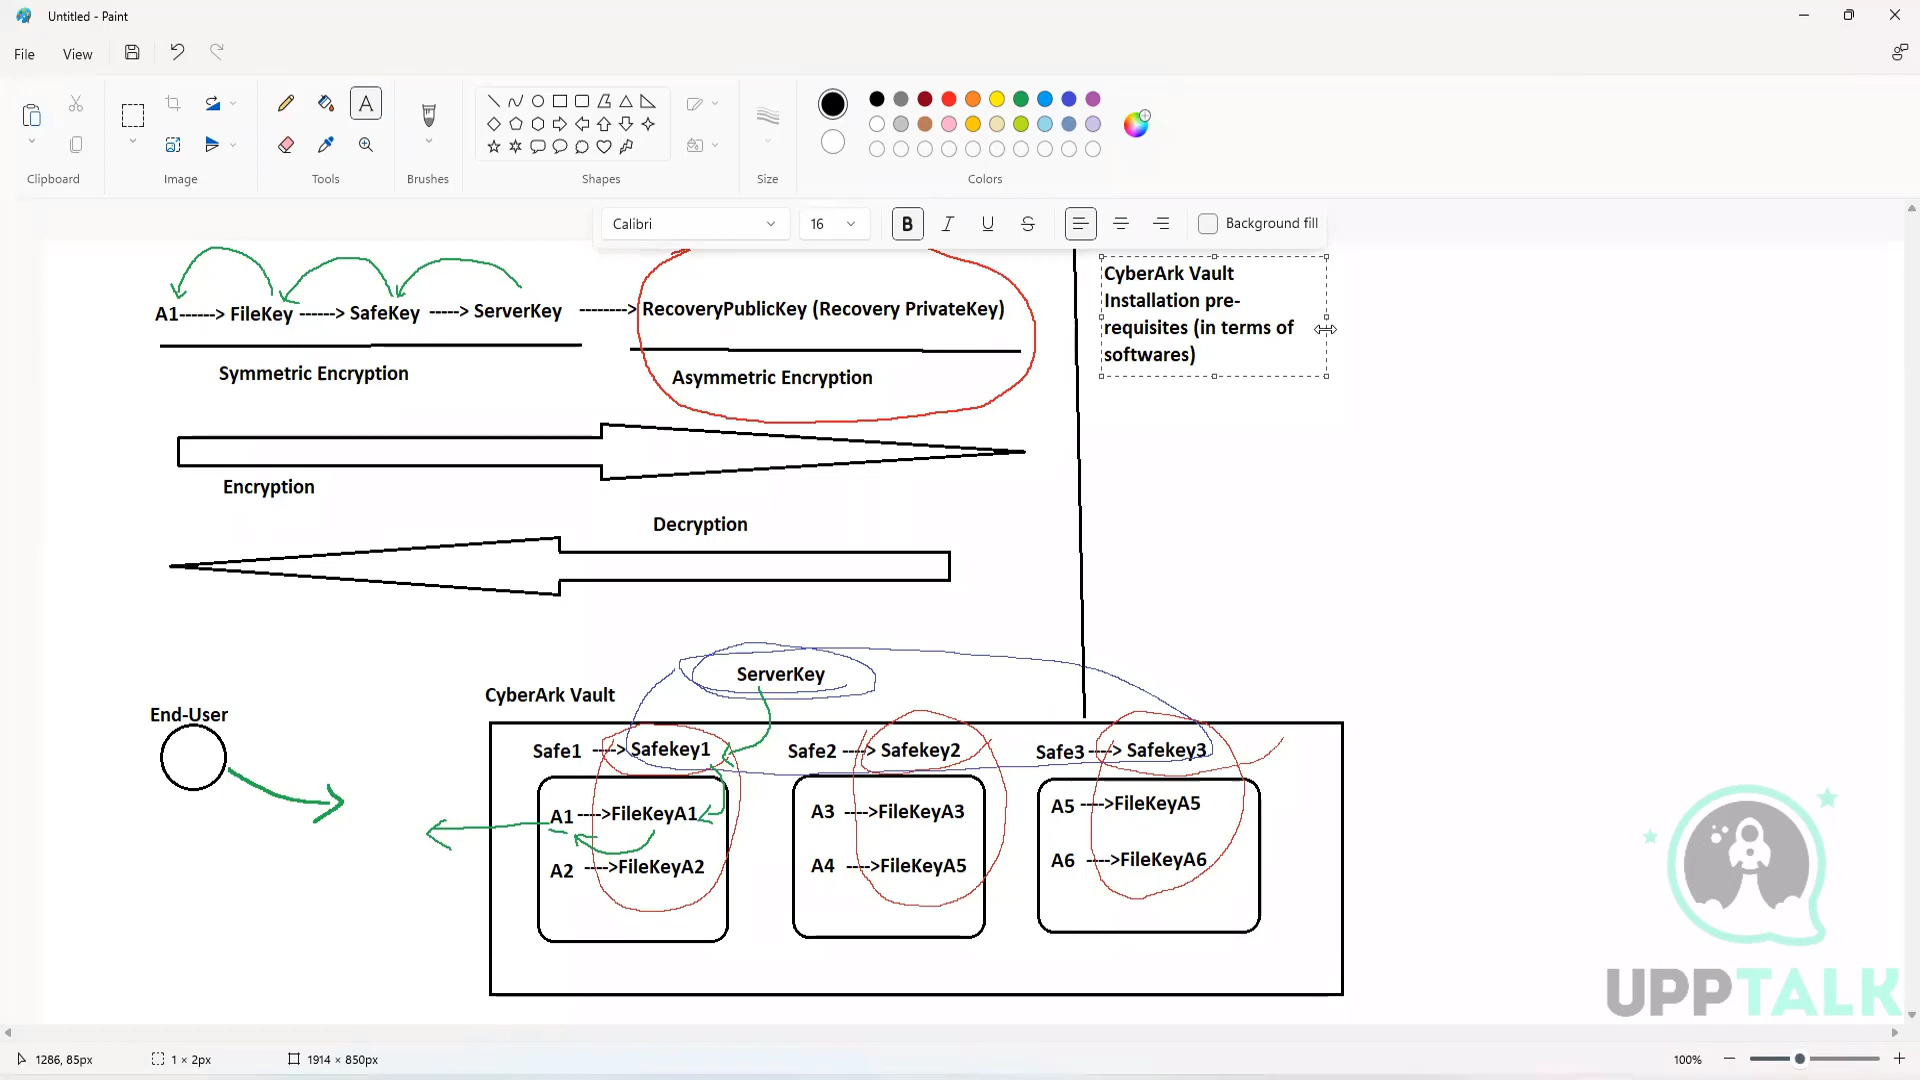 Untitled - Paint
File
View
Clipboard
Image
Tools
Brushes
Shapes
Size
Colors
Calibri
16
B
Background fill
A1------> FileKey ------> SafeKey -----> ServerKey --------> RecoveryPublicKey (Recovery PrivateKey)
Symmetric Encryption
Asymmetric Encryption
Encryption
Decryption
CyberArk Vault
Installation pre-
requisites (in terms of
softwares)
ServerKey
CyberArk Vault
End-User
Safe1 ----> Safekey1
Safe2 ----> Safekey2
Safe3 ----> Safekey3
A1 ---->FileKeyA1
A2 ---->FileKeyA2
A3 ---->FileKeyA3
A4 ---->FileKeyA5
A5 ---->FileKeyA5
A6 ---->FileKeyA6
UPPTALK
1286, 85px
1 × 2px
1914 × 850px
100%